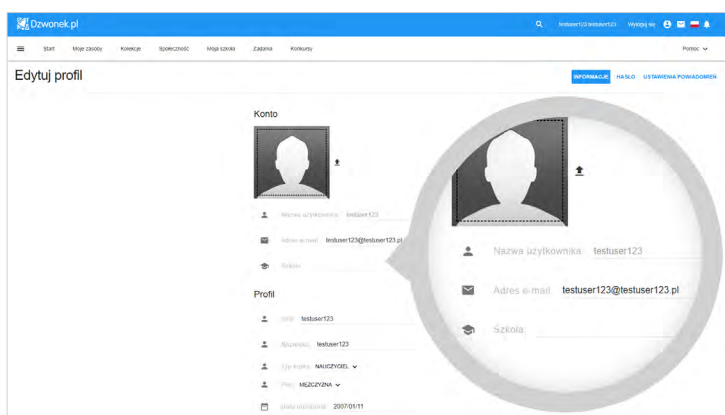 Dzwonek.pl
testuser123 testuser123 Wyloguj się
Start Moje zasoby Kolekcje Społeczność Moja szkoła Zadania Konkursy Pomoc
Edytuj profil
INFORMACJE HASŁO USTAWIENIA POWIADOMIEŃ
Konto
Nazwa użytkownika testuser123
Adres e-mail testuser123@testuser123.pl
Szkoła
Profil
Imię testuser123
Nazwisko testuser123
Typ konta NAUCZYCIEL
Płeć MĘŻCZYZNA
Data urodzenia 2007/01/11
Nazwa użytkownika testuser123
Adres e-mail testuser123@testuser123.pl
Szkoła